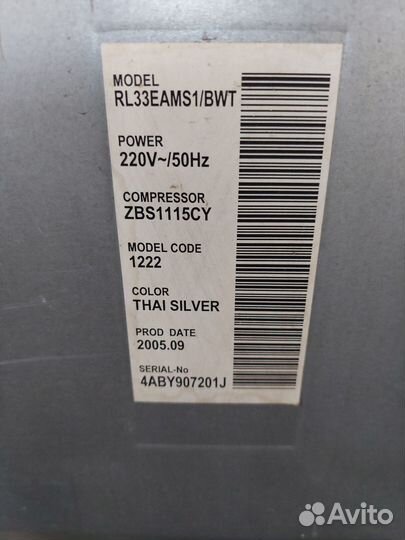 MODEL
RL33EAMS1/BWT
POWER
220V~/50Hz
COMPRESSOR
ZBS1115CY
MODEL CODE
1222
COLOR
THAI SILVER
PROD DATE
2005.09
SERIAL-No
4ABY907201J
Avito